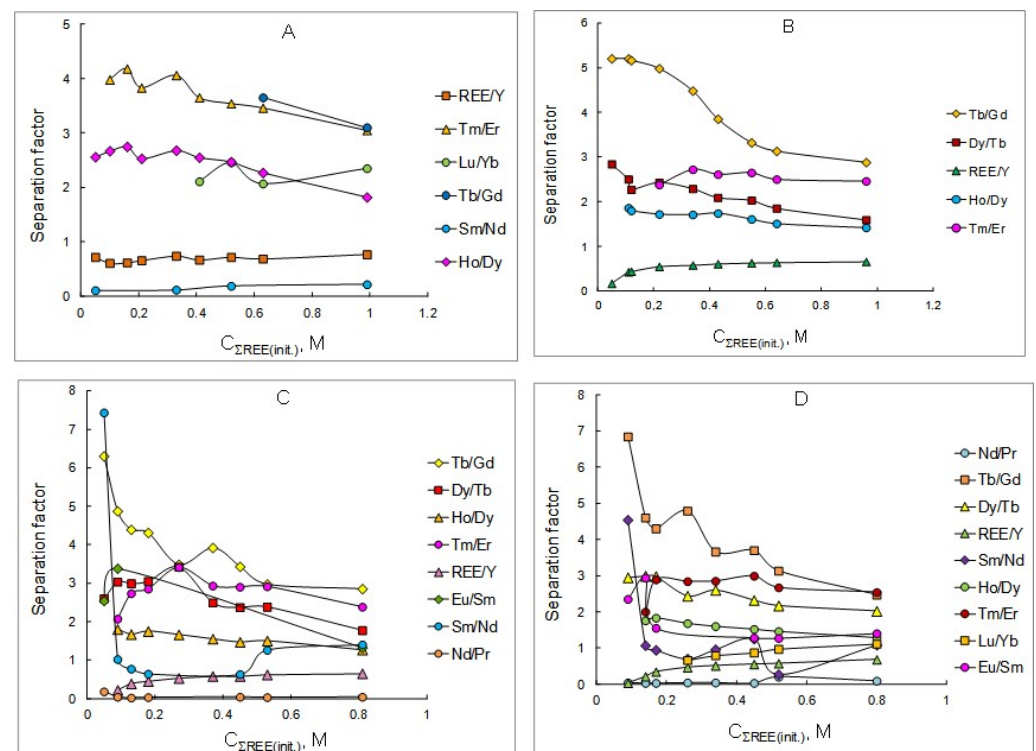 A
Separation factor
5
4
3
2
1
0
0 0.2 0.4 0.6 0.8 1 1.2
C ΣREE(init.), M
REE/Y
Tm/Er
Lu/Yb
Tb/Gd
Sm/Nd
Ho/Dy
B
Separation factor
6
5
4
3
2
1
0
0 0.2 0.4 0.6 0.8 1
C ΣREE(init.), M
Tb/Gd
Dy/Tb
REE/Y
Ho/Dy
Tm/Er
C
Separation factor
8
7
6
5
4
3
2
1
0
0 0.2 0.4 0.6 0.8 1
C ΣREE(init.), M
Tb/Gd
Dy/Tb
Ho/Dy
Tm/Er
REE/Y
Eu/Sm
Sm/Nd
Nd/Pr
D
Separation factor
8
7
6
5
4
3
2
1
0
0 0.2 0.4 0.6 0.8 1
C ΣREE(init.), M
Nd/Pr
Tb/Gd
Dy/Tb
REE/Y
Sm/Nd
Ho/Dy
Tm/Er
Lu/Yb
Eu/Sm